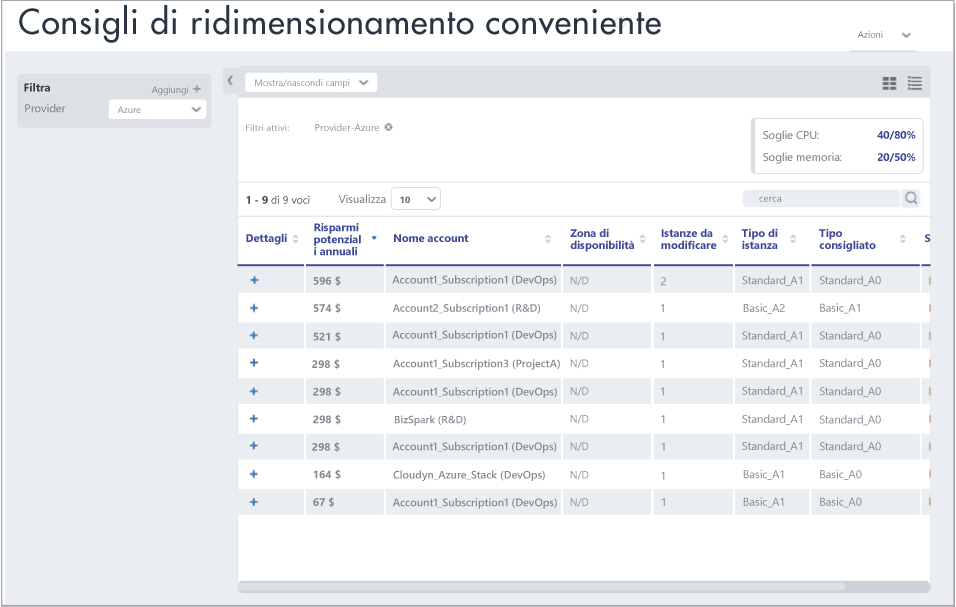 Consigli di ridimensionamento conveniente
Azioni
Filtra
Aggiungi +
Provider
Azure
Mostra/nascondi campi
Filtri attivi:
Provider-Azure
Soglie CPU: 40/80%
Soglie memoria: 20/50%
1 - 9 di 9 voci
Visualizza 10
cerca
Dettagli
Risparmi
potenzial
i annuali
Nome account
Zona di
disponibilità
Istanze da
modificare
Tipo di
istanza
Tipo
consigliato
S
+ 596 $ Account1_Subscription1 (DevOps) N/D 2 Standard_A1 Standard_A0
+ 574 $ Account2_Subscription1 (R&D) N/D 1 Basic_A2 Basic_A1
+ 521 $ Account1_Subscription1 (DevOps) N/D 1 Standard_A1 Standard_A0
+ 298 $ Account1_Subscription3 (ProjectA) N/D 1 Standard_A1 Standard_A0
+ 298 $ Account1_Subscription1 (DevOps) N/D 1 Standard_A1 Standard_A0
+ 298 $ BizSpark (R&D) N/D 1 Standard_A1 Standard_A0
+ 298 $ Account1_Subscription1 (DevOps) N/D 1 Standard_A1 Standard_A0
+ 164 $ Cloudyn_Azure_Stack (DevOps) N/D 1 Basic_A1 Basic_A0
+ 67 $ Account1_Subscription1 (DevOps) N/D 1 Basic_A1 Basic_A0